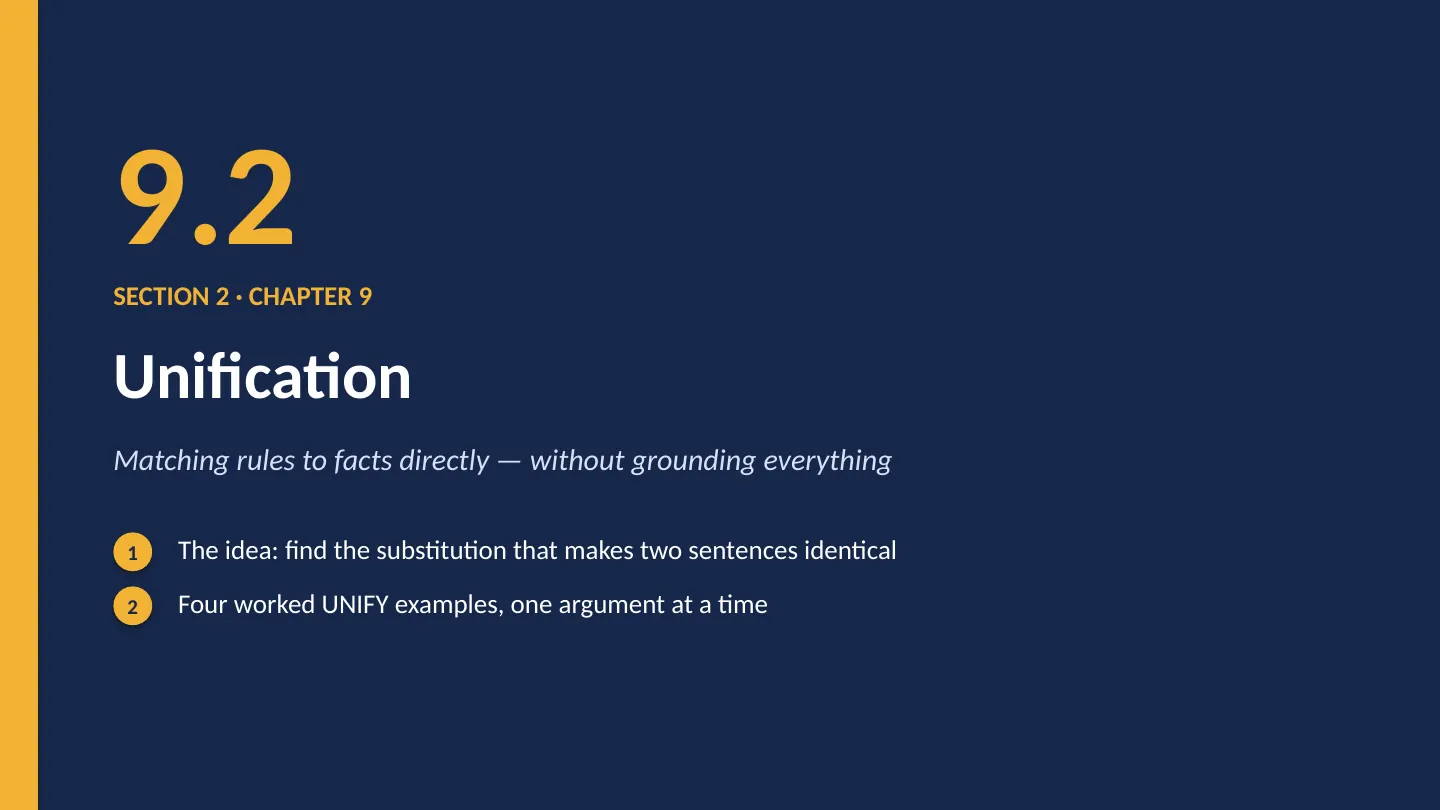 9.2
SECTION 2 · CHAPTER 9
Unification
Matching rules to facts directly — without grounding everything
1 The idea: find the substitution that makes two sentences identical
2 Four worked UNIFY examples, one argument at a time